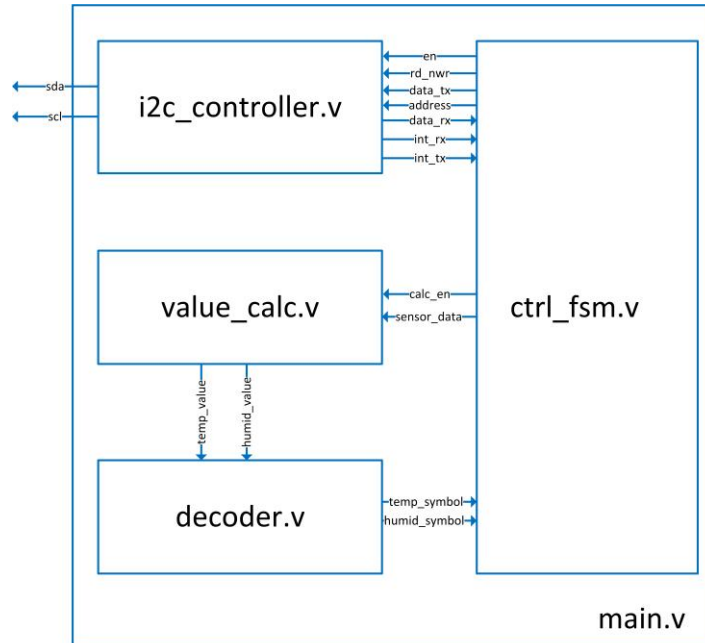 en
rd_nwr
data_tx
address
data_rx
int_rx
int_tx
sda
scl
i2c_controller.v
calc_en
sensor_data
value_calc.v
ctrl_fsm.v
temp_value
humid_value
decoder.v
temp_symbol
humid_symbol
main.v